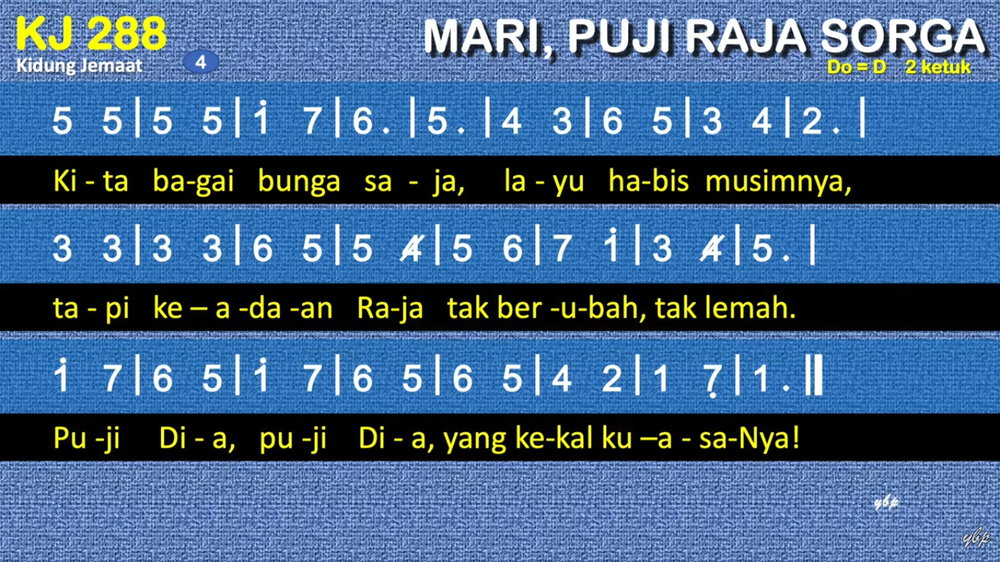 KJ 288
MARI, PUJI RAJA SORGA
Kidung Jemaat
4
Do = D 2 ketuk
5 5 | 5 5 | 1̇ 7 | 6 . | 5 . | 4 3 | 6 5 | 3 4 | 2 . |
Ki - ta ba-gai bunga sa - ja, la - yu ha-bis musimnya,
3 3 | 3 3 | 6 5 | 5 4̸ | 5 6 | 7 1̇ | 3 4̸ | 5 . |
ta - pi ke – a -da -an Ra-ja tak ber -u-bah, tak lemah.
1̇ 7 | 6 5 | 1̇ 7 | 6 5 | 6 5 | 4 2 | 1 7̣ | 1 . ||
Pu -ji Di - a, pu -ji Di - a, yang ke-kal ku –a - sa-Nya!
ybp
ybp